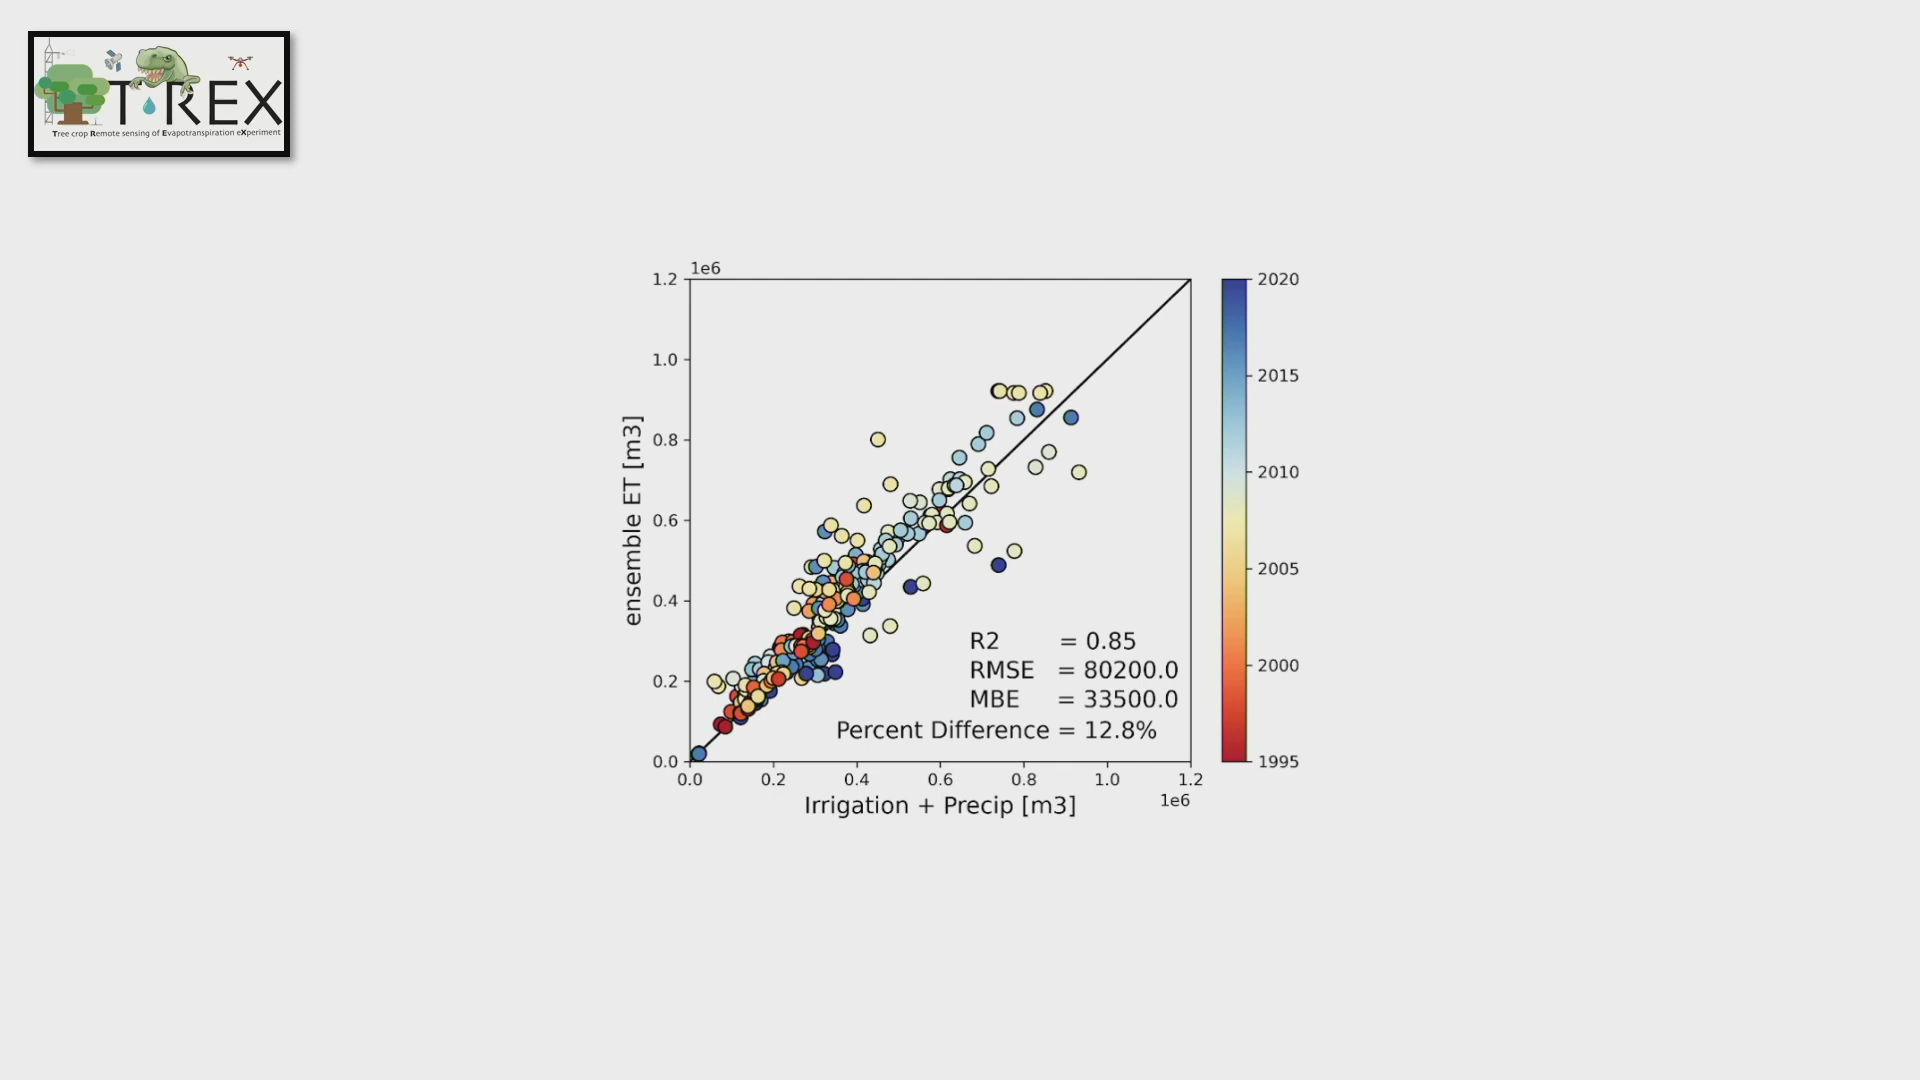 T·REX
Tree crop Remote sensing of Evapotranspiration eXperiment
1e6
1.2
1.0
0.8
0.6
0.4
0.2
0.0
ensemble ET [m3]
R2 = 0.85
RMSE = 80200.0
MBE = 33500.0
Percent Difference = 12.8%
0.0 0.2 0.4 0.6 0.8 1.0 1.2
Irrigation + Precip [m3]
1e6
2020
2015
2010
2005
2000
1995